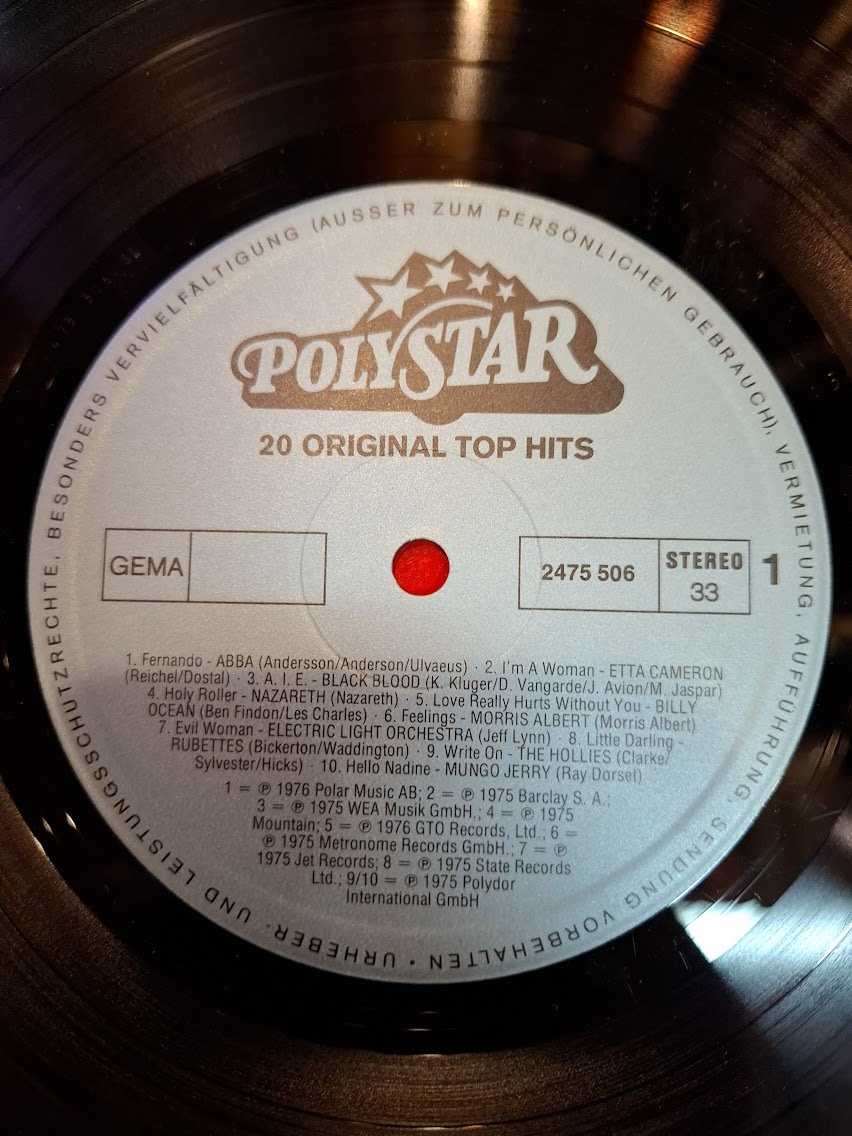 URHEBER- UND LEISTUNGSSCHUTZRECHTE, BESONDERS VERVIELFÄLTIGUNG (AUSSER ZUM PERSÖNLICHEN GEBRAUCH), VERMIETUNG, AUFFÜHRUNG, SENDUNG VORBEHALTEN •
POLYSTAR
20 ORIGINAL TOP HITS
GEMA
2475 506
STEREO
33
1
1. Fernando - ABBA (Andersson/Anderson/Ulvaeus) · 2. I'm A Woman - ETTA CAMERON
(Reichel/Dostal) · 3. A. I. E. - BLACK BLOOD (K. Kluger/D. Vangarde/J. Avion/M. Jaspar)
4. Holy Roller - NAZARETH (Nazareth) · 5. Love Really Hurts Without You - BILLY
OCEAN (Ben Findon/Les Charles) · 6. Feelings - MORRIS ALBERT (Morris Albert)
7. Evil Woman - ELECTRIC LIGHT ORCHESTRA (Jeff Lynn) · 8. Little Darling -
RUBETTES (Bickerton/Waddington) · 9. Write On - THE HOLLIES (Clarke/
Sylvester/Hicks) · 10. Hello Nadine - MUNGO JERRY (Ray Dorset)
1 = ℗ 1976 Polar Music AB; 2 = ℗ 1975 Barclay S. A.;
3 = ℗ 1975 WEA Musik GmbH.; 4 = ℗ 1975
Mountain; 5 = ℗ 1976 GTO Records, Ltd.; 6 =
℗ 1975 Metronome Records GmbH.; 7 = ℗
1975 Jet Records; 8 = ℗ 1975 State Records
Ltd.; 9/10 = ℗ 1975 Polydor
International GmbH